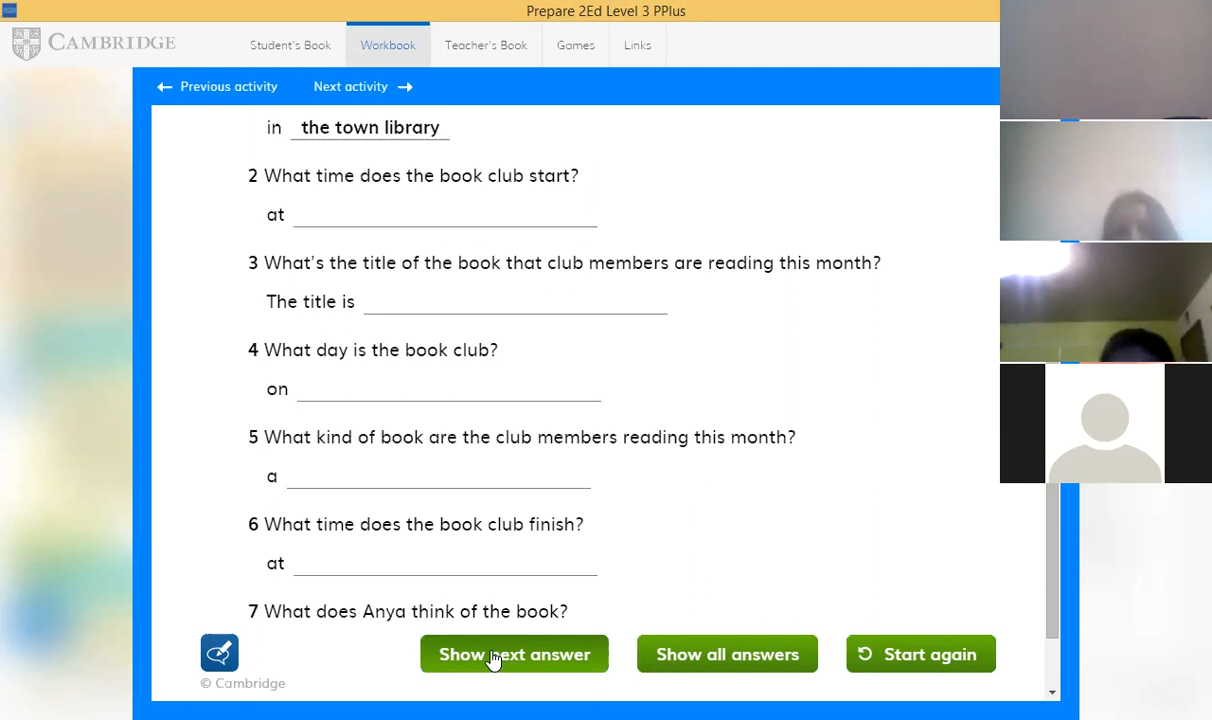 Prepare 2Ed Level 3 PPlus
CAMBRIDGE Student's Book Workbook Teacher's Book Games Links
← Previous activity Next activity →
in the town library
2 What time does the book club start?
at
3 What's the title of the book that club members are reading this month?
The title is
4 What day is the book club?
on
5 What kind of book are the club members reading this month?
a
6 What time does the book club finish?
at
7 What does Anya think of the book?
Show next answer Show all answers Start again
© Cambridge